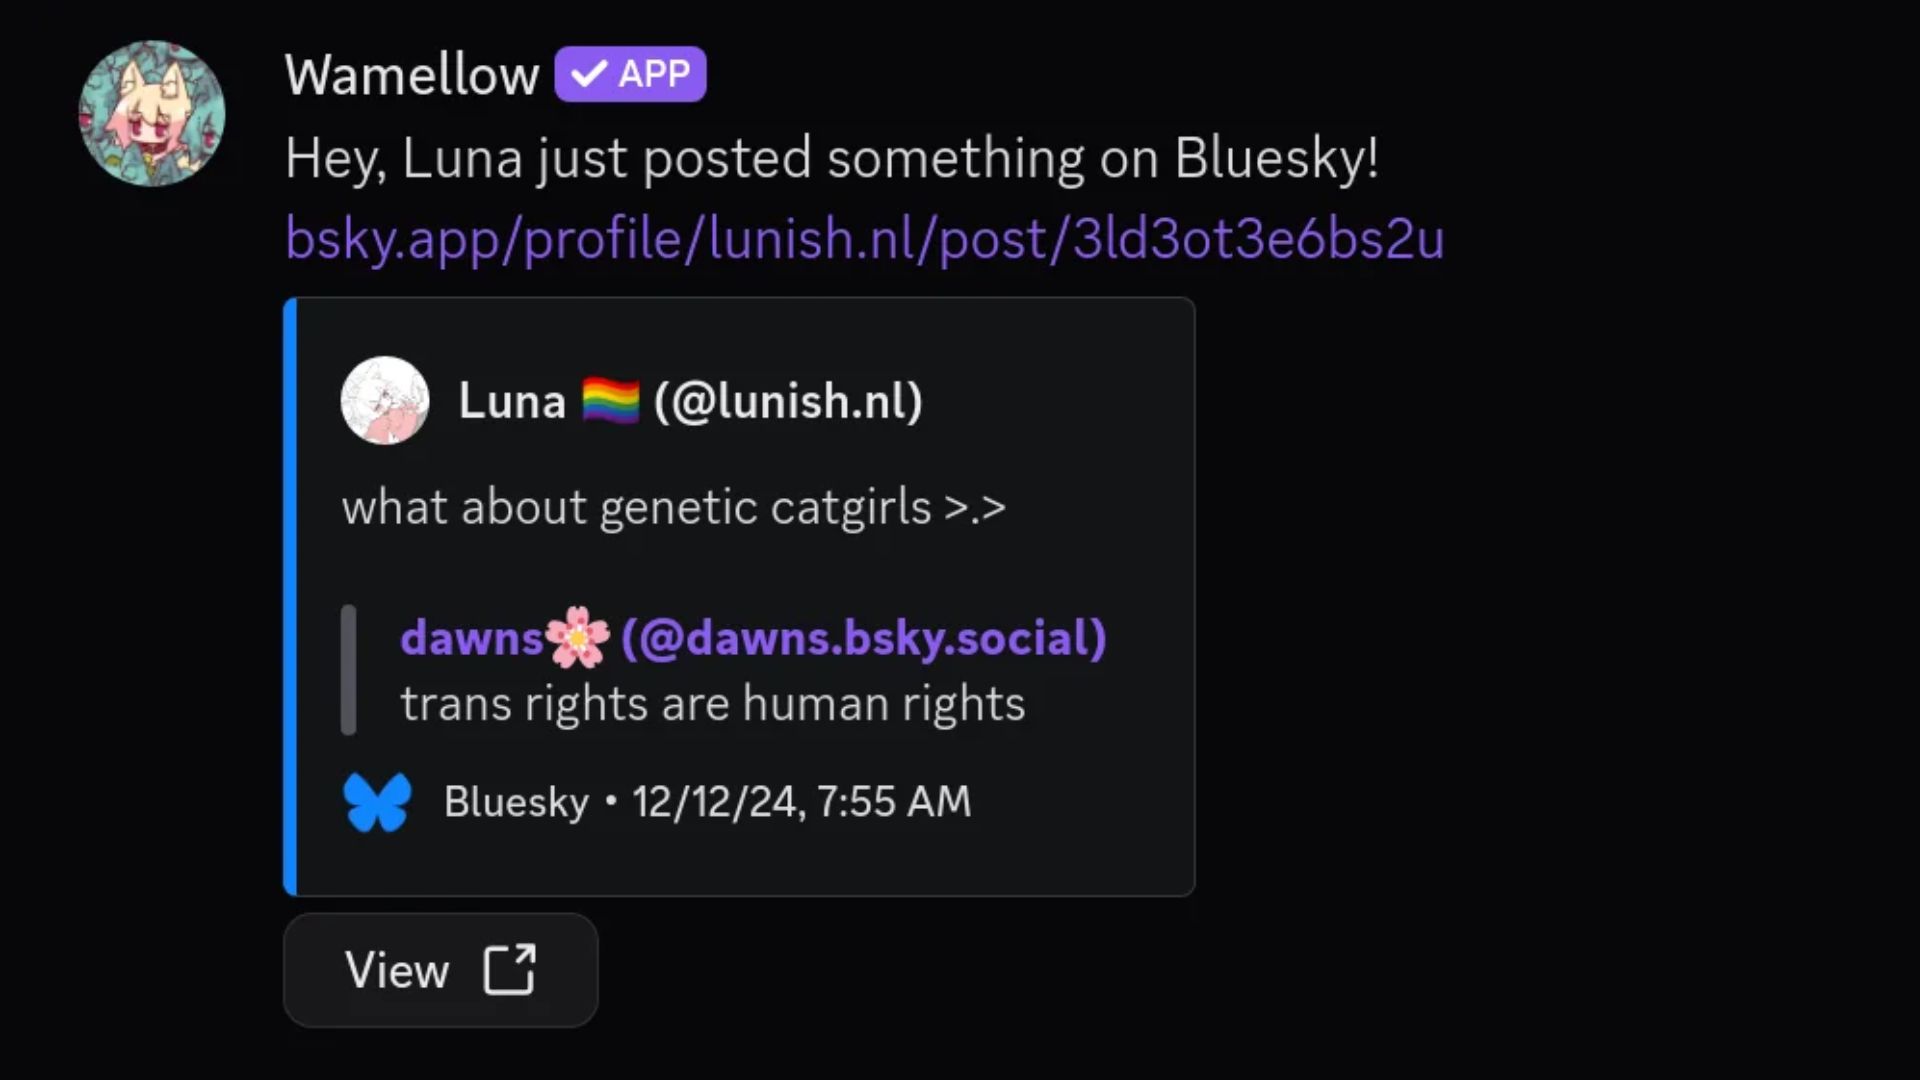 Wamellow ✓ APP
Hey, Luna just posted something on Bluesky!
bsky.app/profile/lunish.nl/post/3ld3ot3e6bs2u
Luna 🏳️‍🌈 (@lunish.nl)
what about genetic catgirls >.>
dawns🌸 (@dawns.bsky.social)
trans rights are human rights
Bluesky • 12/12/24, 7:55 AM
View